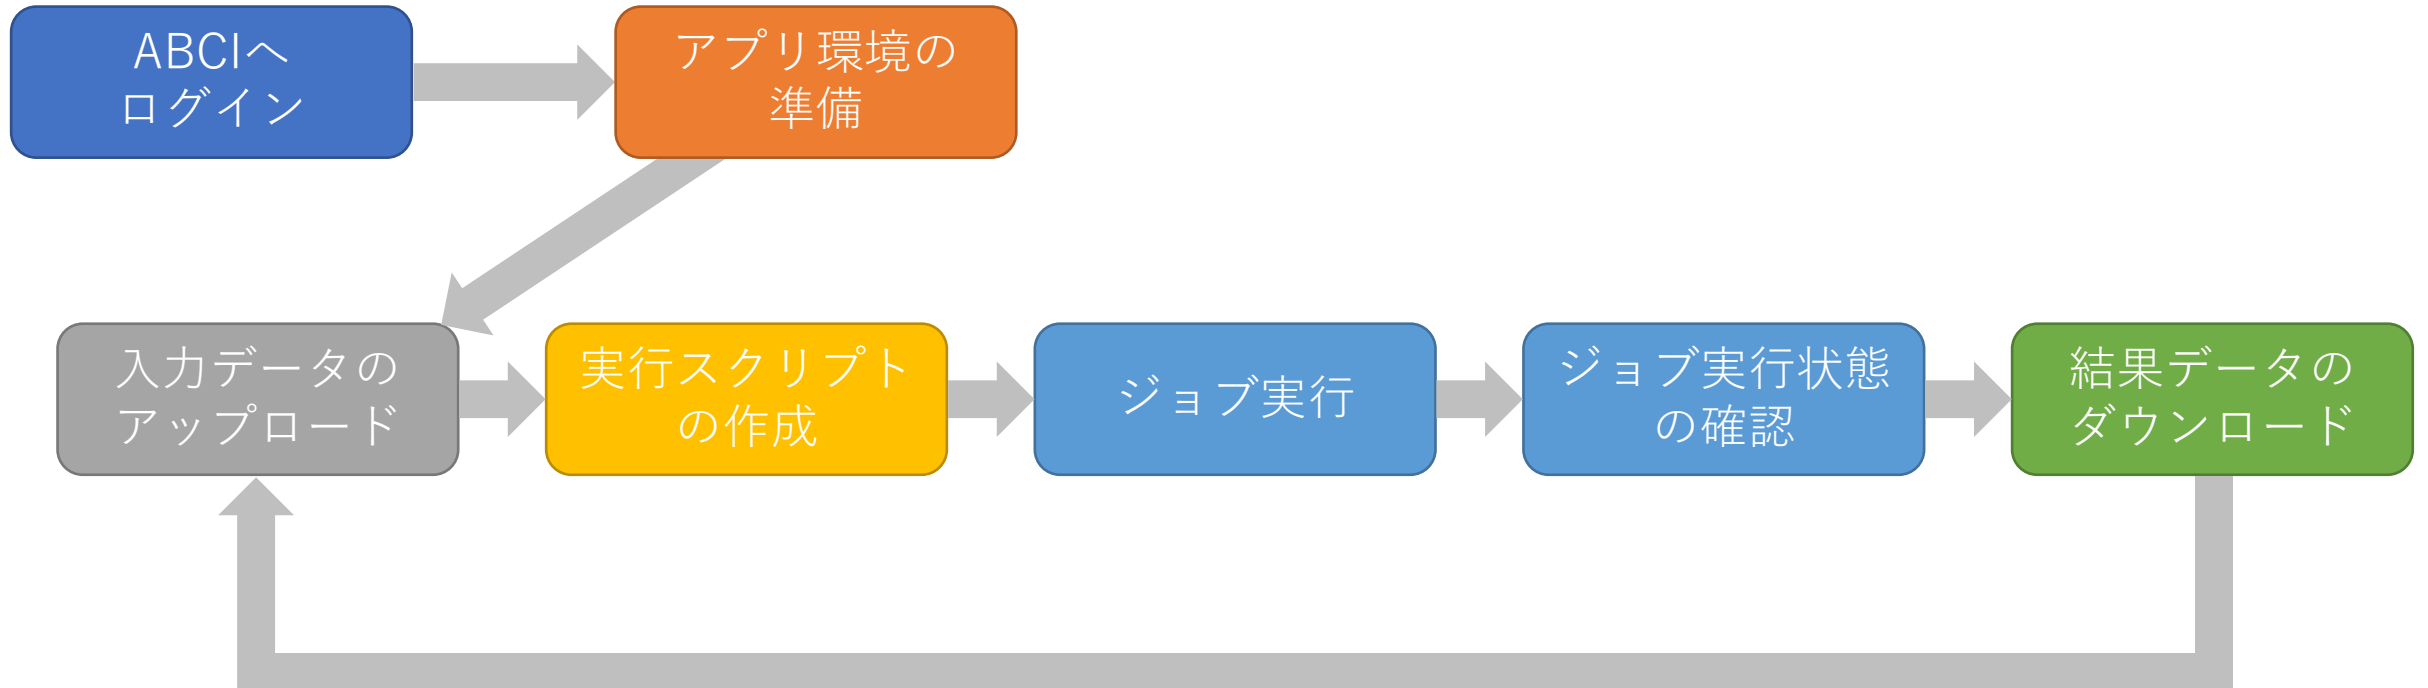 ABCIへ
ログイン
アプリ環境の
準備
入力データの
アップロード
実行スクリプト
の作成
ジョブ実行
ジョブ実行状態
の確認
結果データの
ダウンロード